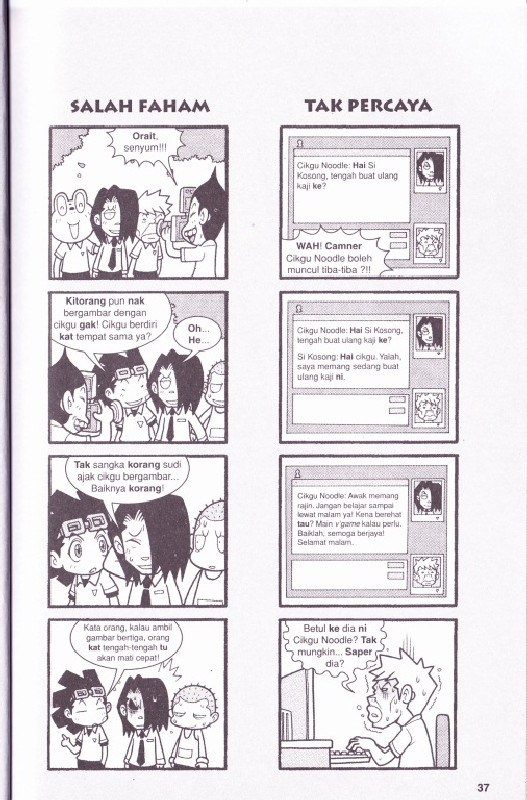 SALAH FAHAM
Orait,
senyum!!!
Kitorang pun nak
bergambar dengan
cikgu gak! Cikgu berdiri
kat tempat sama ya?
Oh...
He...
Tak sangka korang sudi
ajak cikgu bergambar...
Baiknya korang!
Kata orang, kalau ambil
gambar bertiga, orang
kat tengah-tengah tu
akan mati cepat!
TAK PERCAYA
Cikgu Noodle: Hai Si
Kosong, tengah buat ulang
kaji ke?
WAH! Camner
Cikgu Noodle boleh
muncul tiba-tiba ?!!
Cikgu Noodle: Hai Si Kosong,
tengah buat ulang kaji ke?
Si Kosong: Hai cikgu. Yalah,
saya memang sedang buat
ulang kaji ni.
Cikgu Noodle: Awak memang
rajin. Jangan belajar sampai
lewat malam ya! Kena berehat
tau? Main v'game kalau perlu.
Baiklah, semoga berjaya!
Selamat malam.
Betul ke dia ni
Cikgu Noodle? Tak
mungkin... Saper
dia?
37